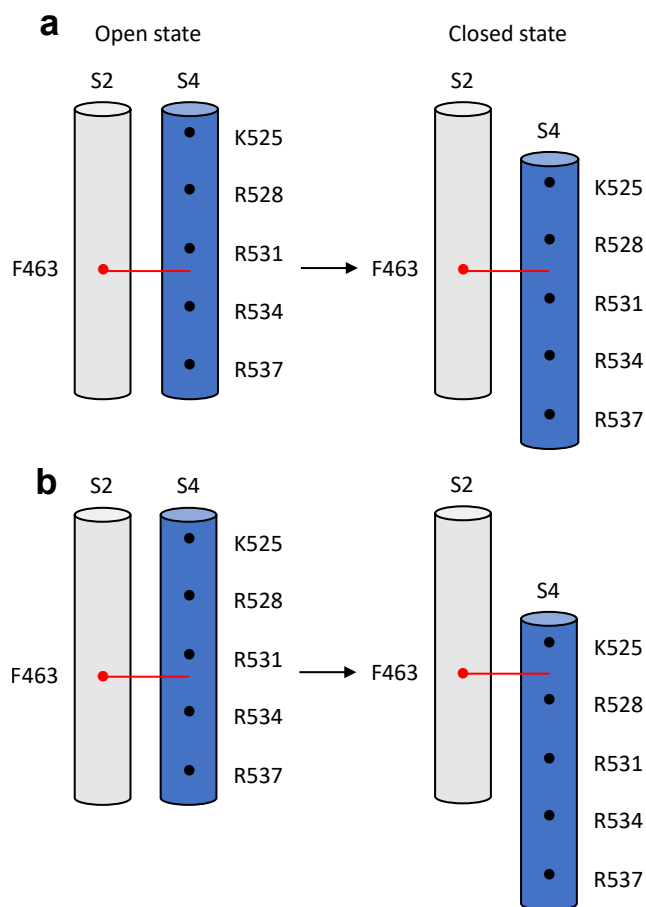 a
Open state
Closed state
S2
S4
S2
S4
K525
R528
F463
R531
R534
R537
K525
R528
F463
R531
R534
R537
b
S2
S4
S2
S4
K525
R528
F463
R531
R534
R537
K525
F463
R528
R531
R534
R537